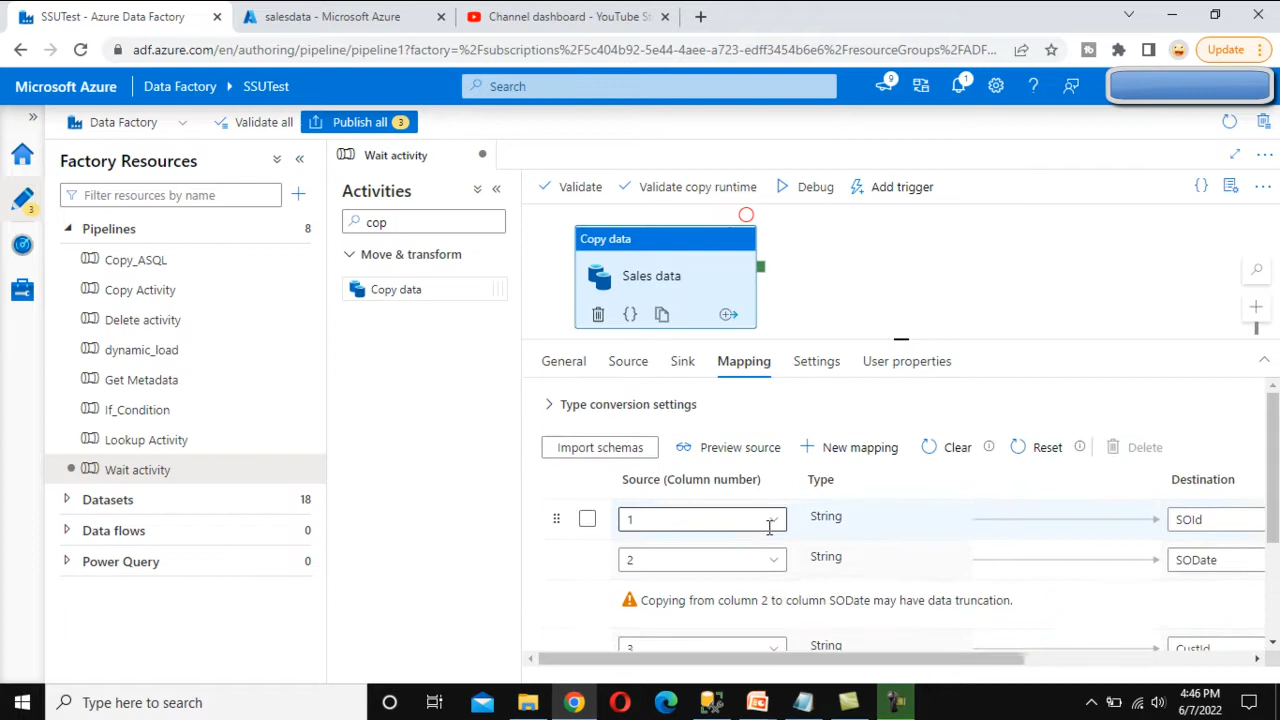 SSUTest - Azure Data Factory
salesdata - Microsoft Azure
Channel dashboard - YouTube St
adf.azure.com/en/authoring/pipeline/pipeline1?factory=%2Fsubscriptions%2F5c404b92-5e44-4aee-a723-edff3454b6e6%2FresourceGroups%2FADF...
Update
Microsoft Azure
Data Factory
SSUTest
Search
9
1
Data Factory
Validate all
Publish all
3
Factory Resources
Wait activity
Activities
Validate
Validate copy runtime
Debug
Add trigger
Filter resources by name
3
cop
Pipelines
8
Copy data
Copy_ASQL
Move & transform
Sales data
Copy Activity
Copy data
Delete activity
dynamic_load
General
Source
Sink
Mapping
Settings
User properties
Get Metadata
If_Condition
Type conversion settings
Lookup Activity
Import schemas
Preview source
New mapping
Clear
Reset
Delete
Wait activity
Source (Column number)
Type
Destination
Datasets
18
1
String
SOId
Data flows
0
2
String
SODate
Power Query
0
Copying from column 2 to column SODate may have data truncation.
3
String
CustId
Type here to search
4:46 PM
6/7/2022